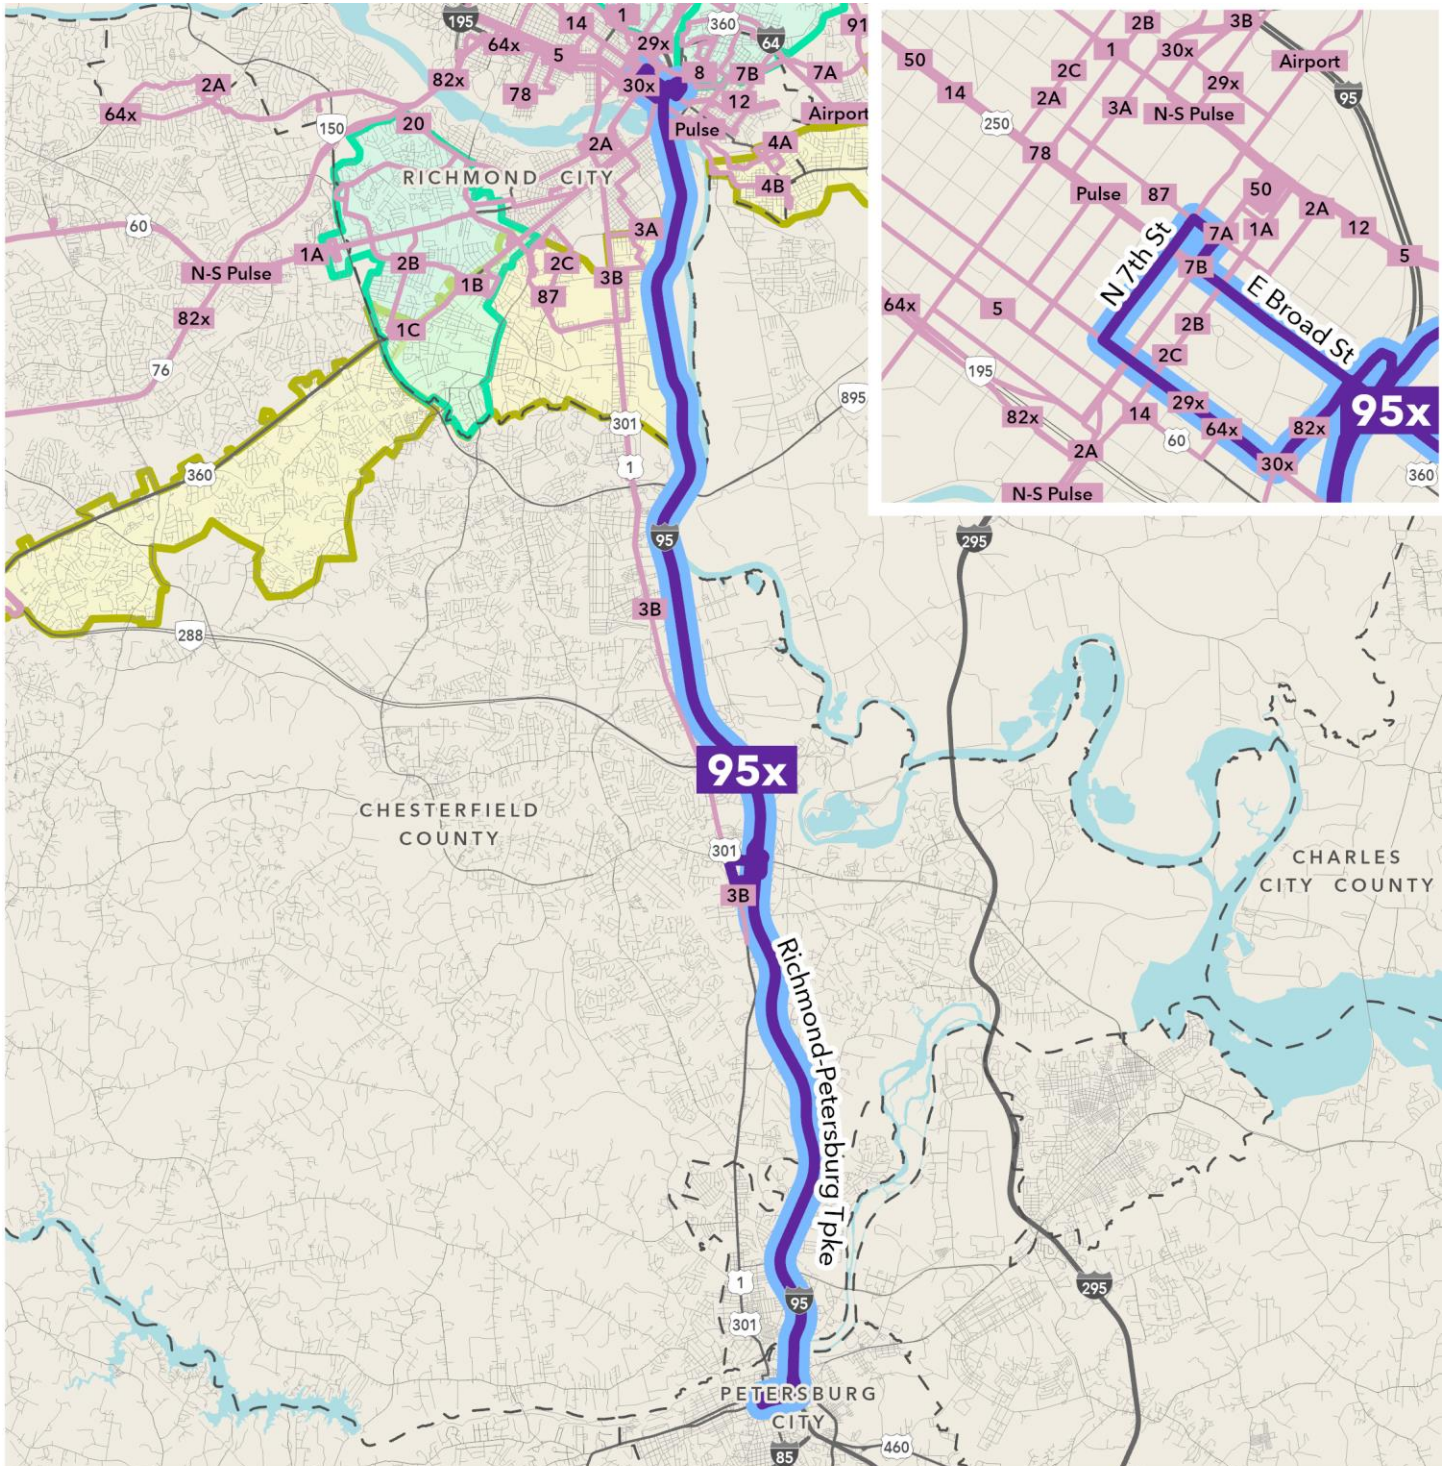 195
14
1
360
91
64x
5
29x
64
2A
82x
30x
8
7B
7A
64x
78
12
150
20
Pulse
Airport
2A
4A
RICHMOND CITY
4B
60
3A
1A
N-S Pulse
2B
2C
1B
3B
87
82x
1C
76
895
301
360
1
95
295
3B
288
95x
CHESTERFIELD
COUNTY
301
3B
CHARLES
CITY COUNTY
Richmond-Petersburg Tpke
1
95
295
301
PETERSBURG
CITY
85
460
2B
3B
1
30x
Airport
50
2C
29x
14
2A
3A
95
N-S Pulse
250
78
Pulse
87
50
2A
7A
1A
12
5
N 7th St
7B
E Broad St
64x
5
2B
195
2C
29x
95x
82x
14
64x
82x
60
2A
30x
360
N-S Pulse